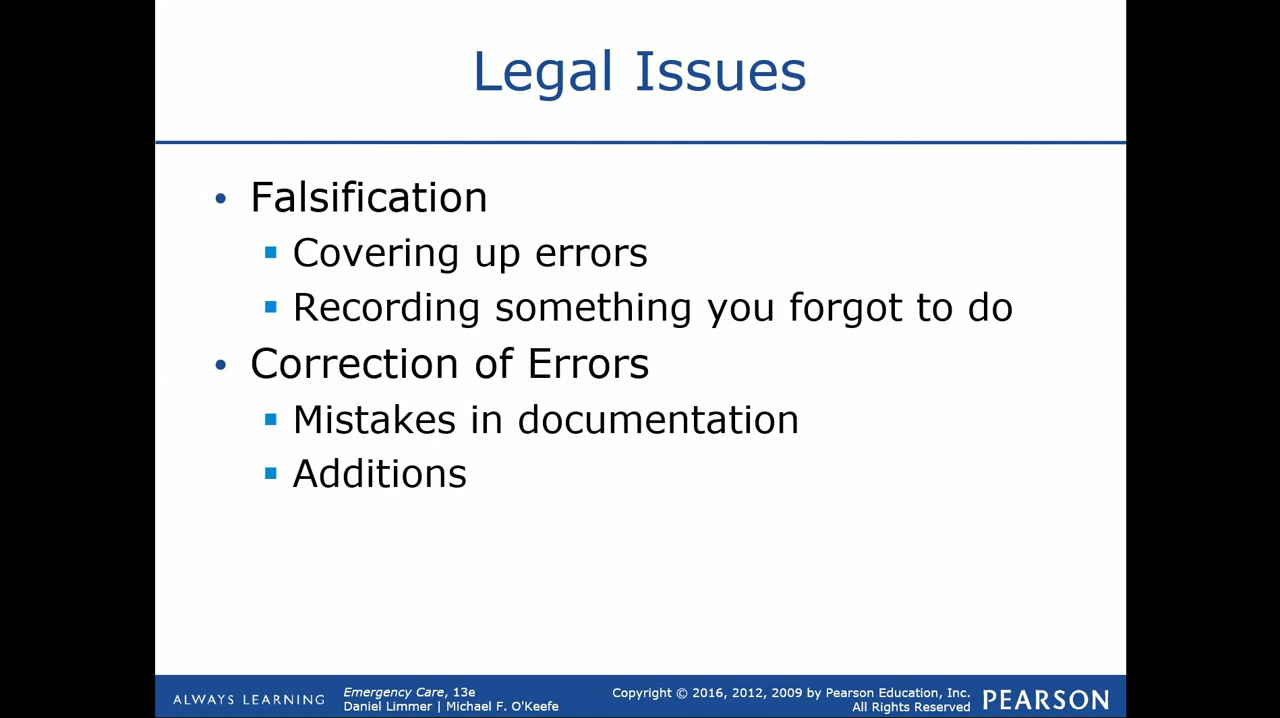 Legal Issues
• Falsification
▪ Covering up errors
▪ Recording something you forgot to do
• Correction of Errors
▪ Mistakes in documentation
▪ Additions
ALWAYS LEARNING
Emergency Care, 13e
Daniel Limmer | Michael F. O'Keefe
Copyright © 2016, 2012, 2009 by Pearson Education, Inc.
All Rights Reserved
PEARSON